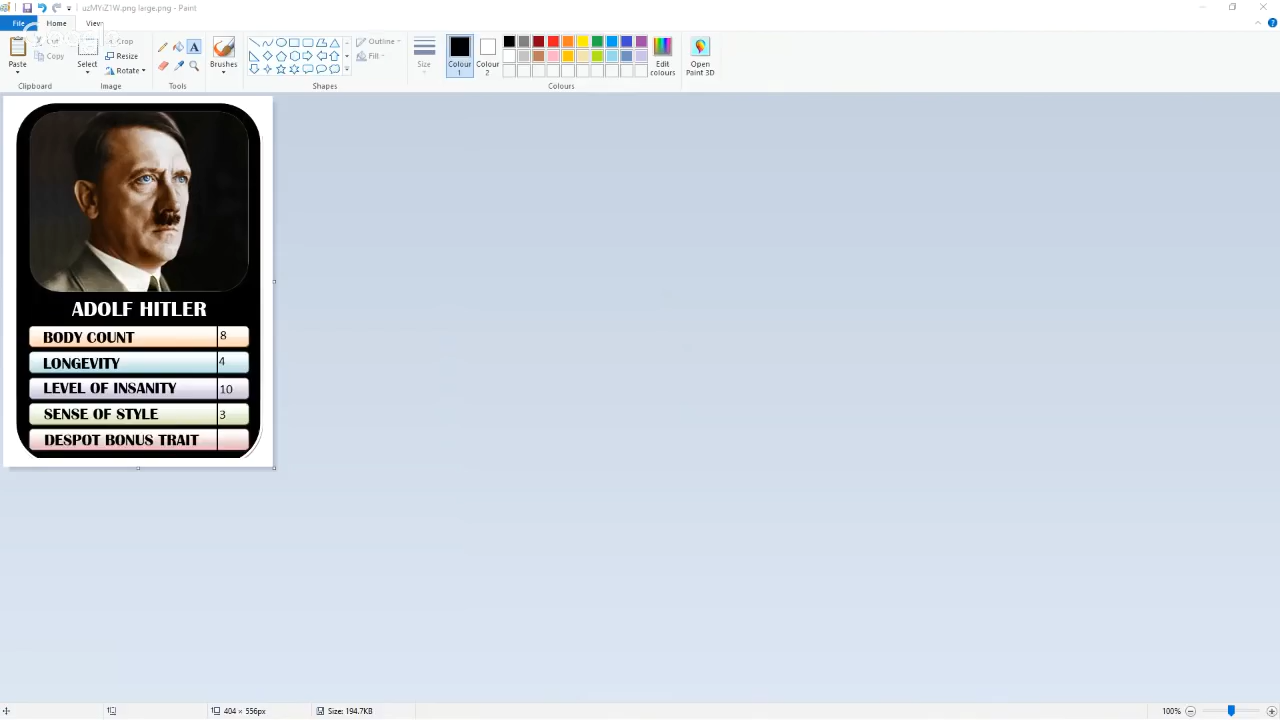 uzMYiZ1W.png large.png - Paint
File Home View
Paste
Cut
Copy
Clipboard
Select
Crop
Resize
Rotate
Image
A
Tools
Brushes
Shapes
Outline
Fill
Size
Colour 1
Colour 2
Colours
Edit colours
Open Paint 3D
ADOLF HITLER
BODY COUNT 8
LONGEVITY 4
LEVEL OF INSANITY 10
SENSE OF STYLE 3
DESPOT BONUS TRAIT
404 × 556px Size: 194.7KB 100%